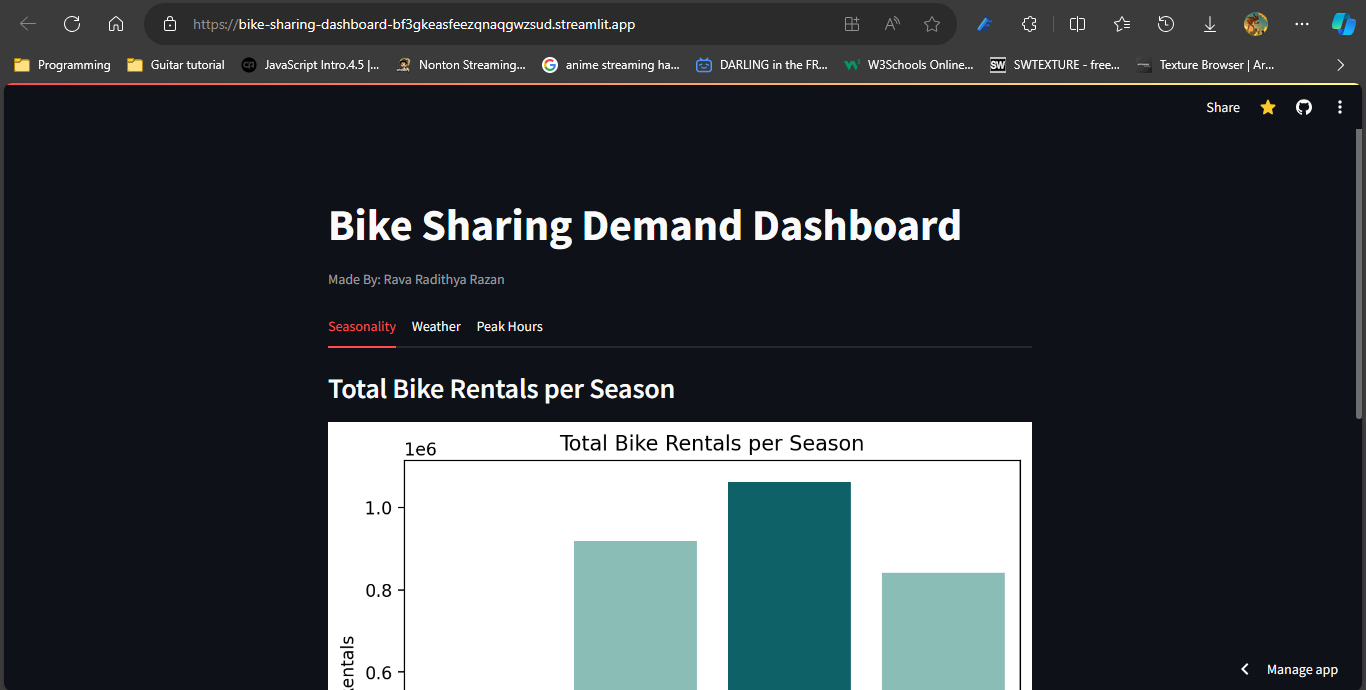 https://bike-sharing-dashboard-bf3gkeasfeezqnaqgwzsud.streamlit.app
Programming Guitar tutorial JavaScript Intro.4.5 |... Nonton Streaming... anime streaming ha... DARLING in the FR... W3Schools Online... SW SWTEXTURE - free... Texture Browser | Ar...
Share
Bike Sharing Demand Dashboard
Made By: Rava Radithya Razan
Seasonality Weather Peak Hours
Total Bike Rentals per Season
Total Bike Rentals per Season
1e6
1.0
0.8
0.6
Manage app